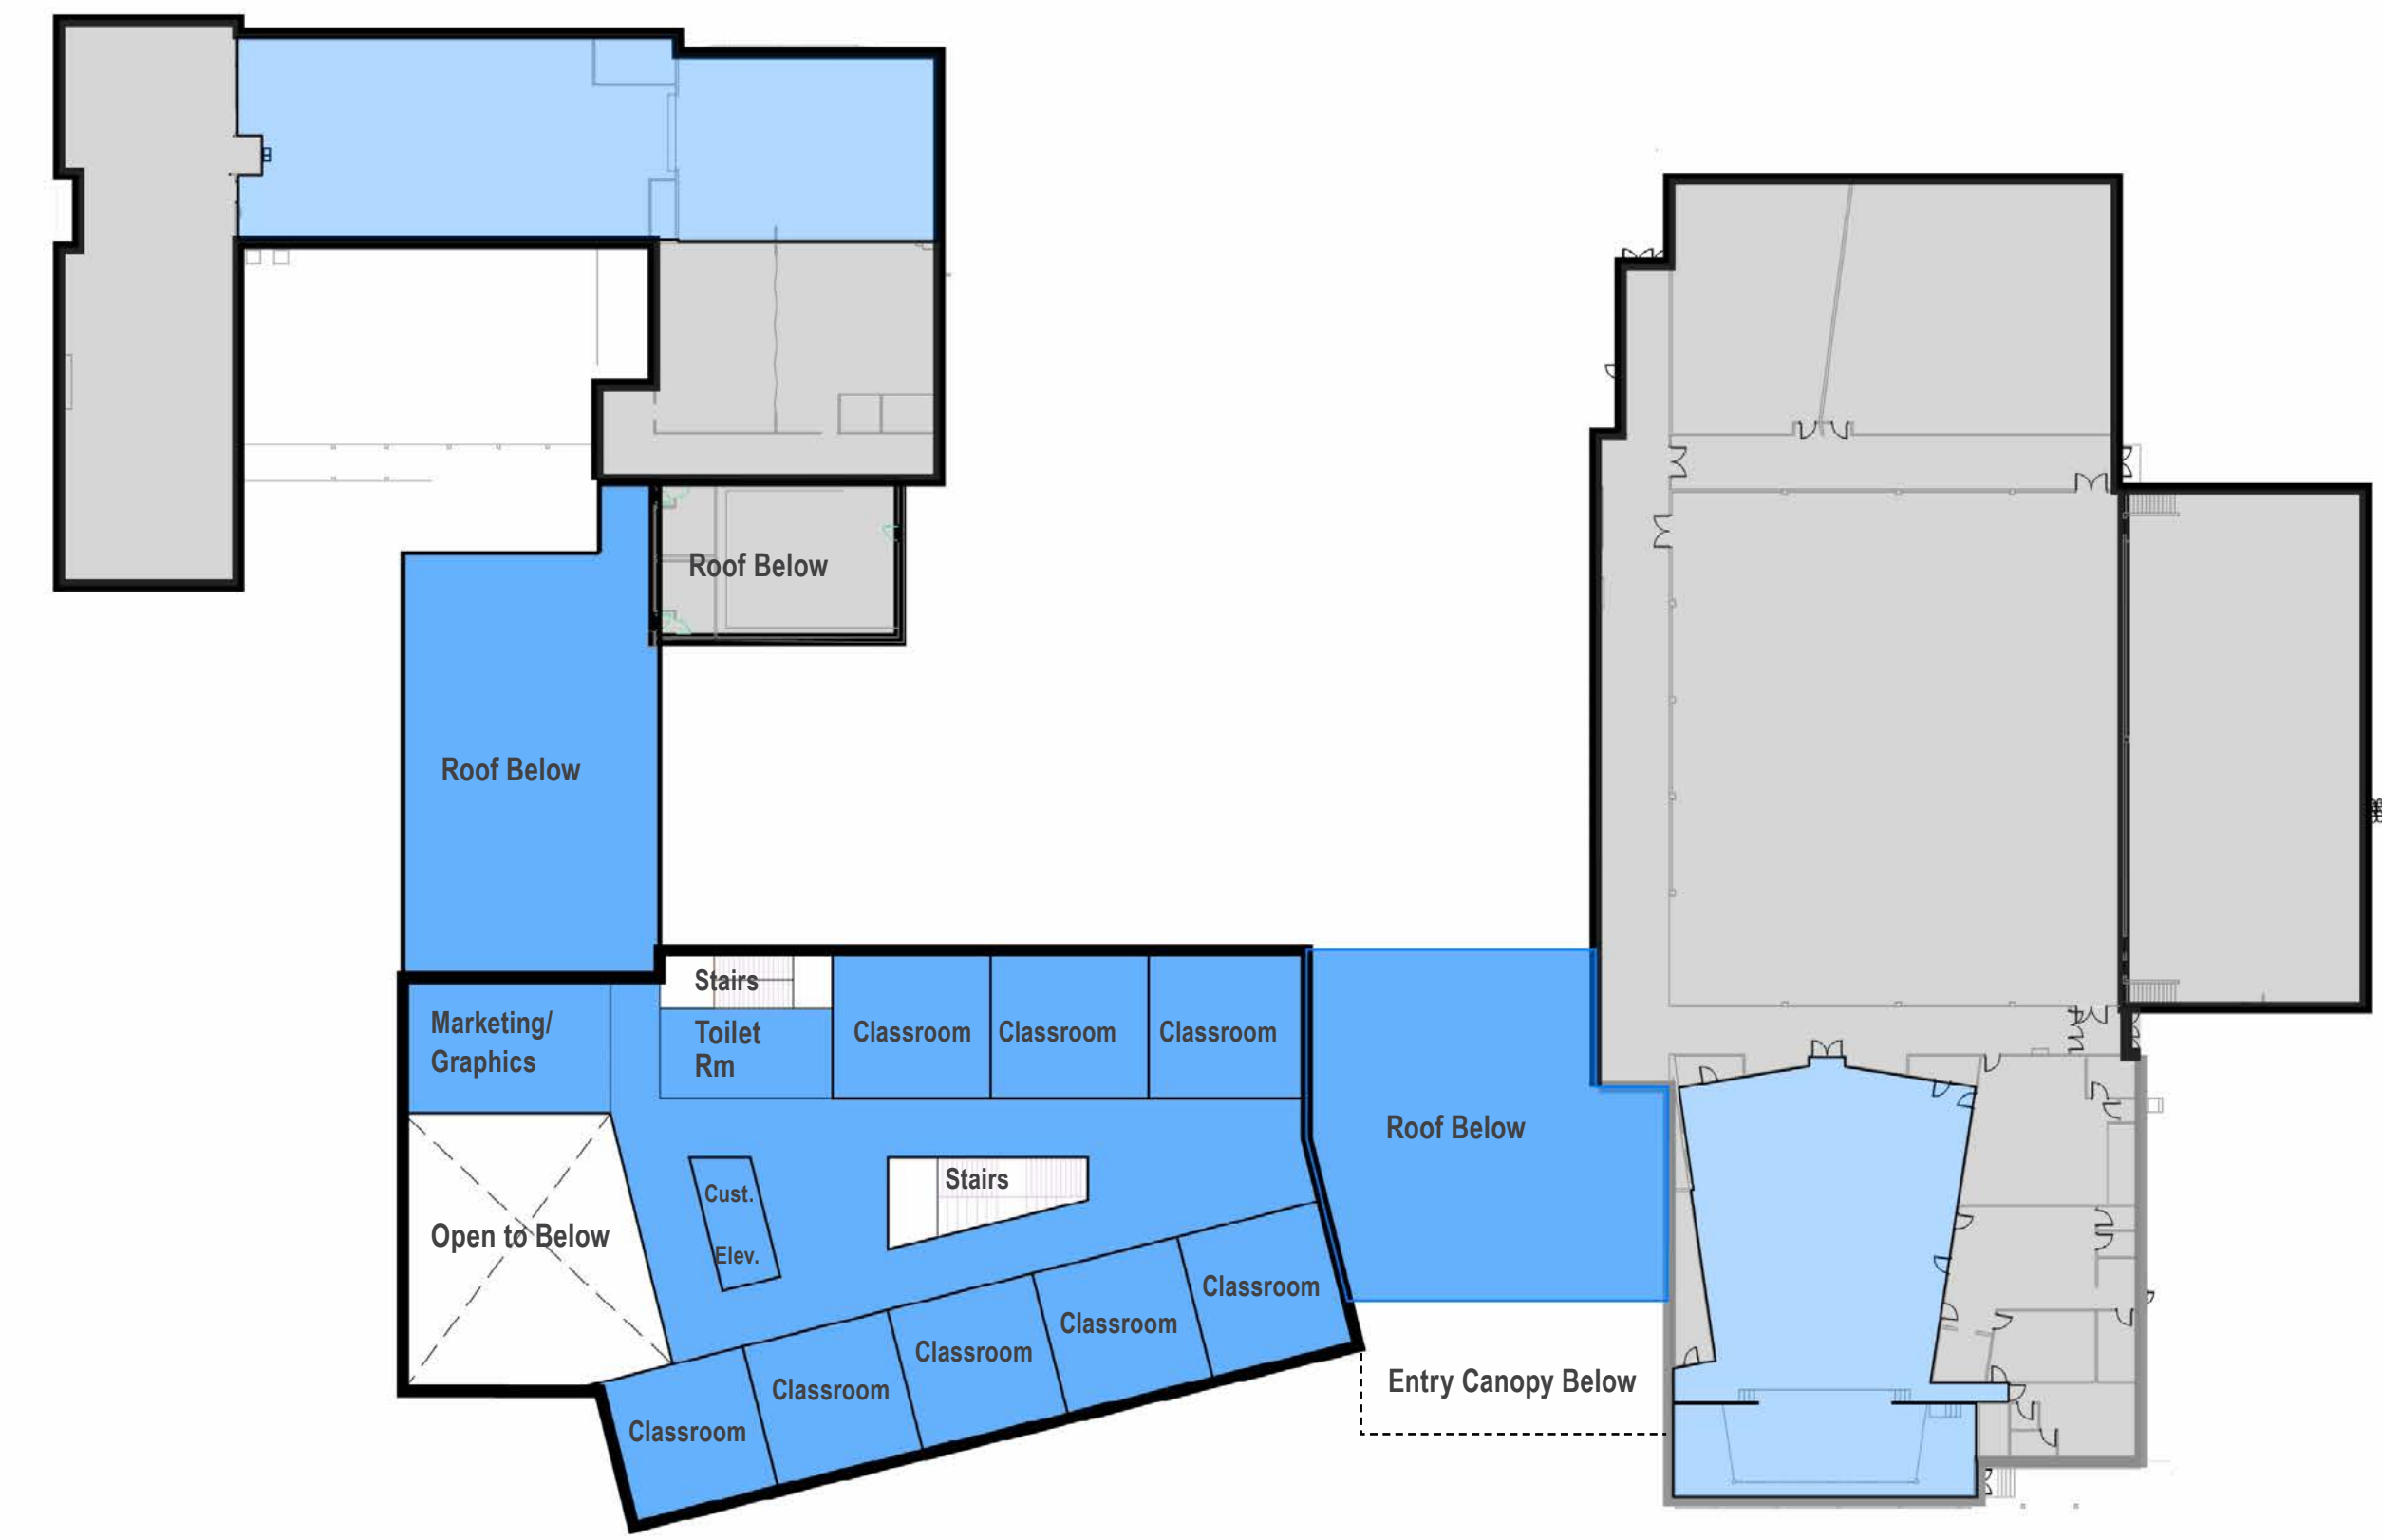 Roof Below
Roof Below
Stairs
Marketing/
Graphics
Toilet
Rm
Classroom
Classroom
Classroom
Roof Below
Stairs
Cust.
Elev.
Open to Below
Classroom
Classroom
Classroom
Classroom
Classroom
Entry Canopy Below